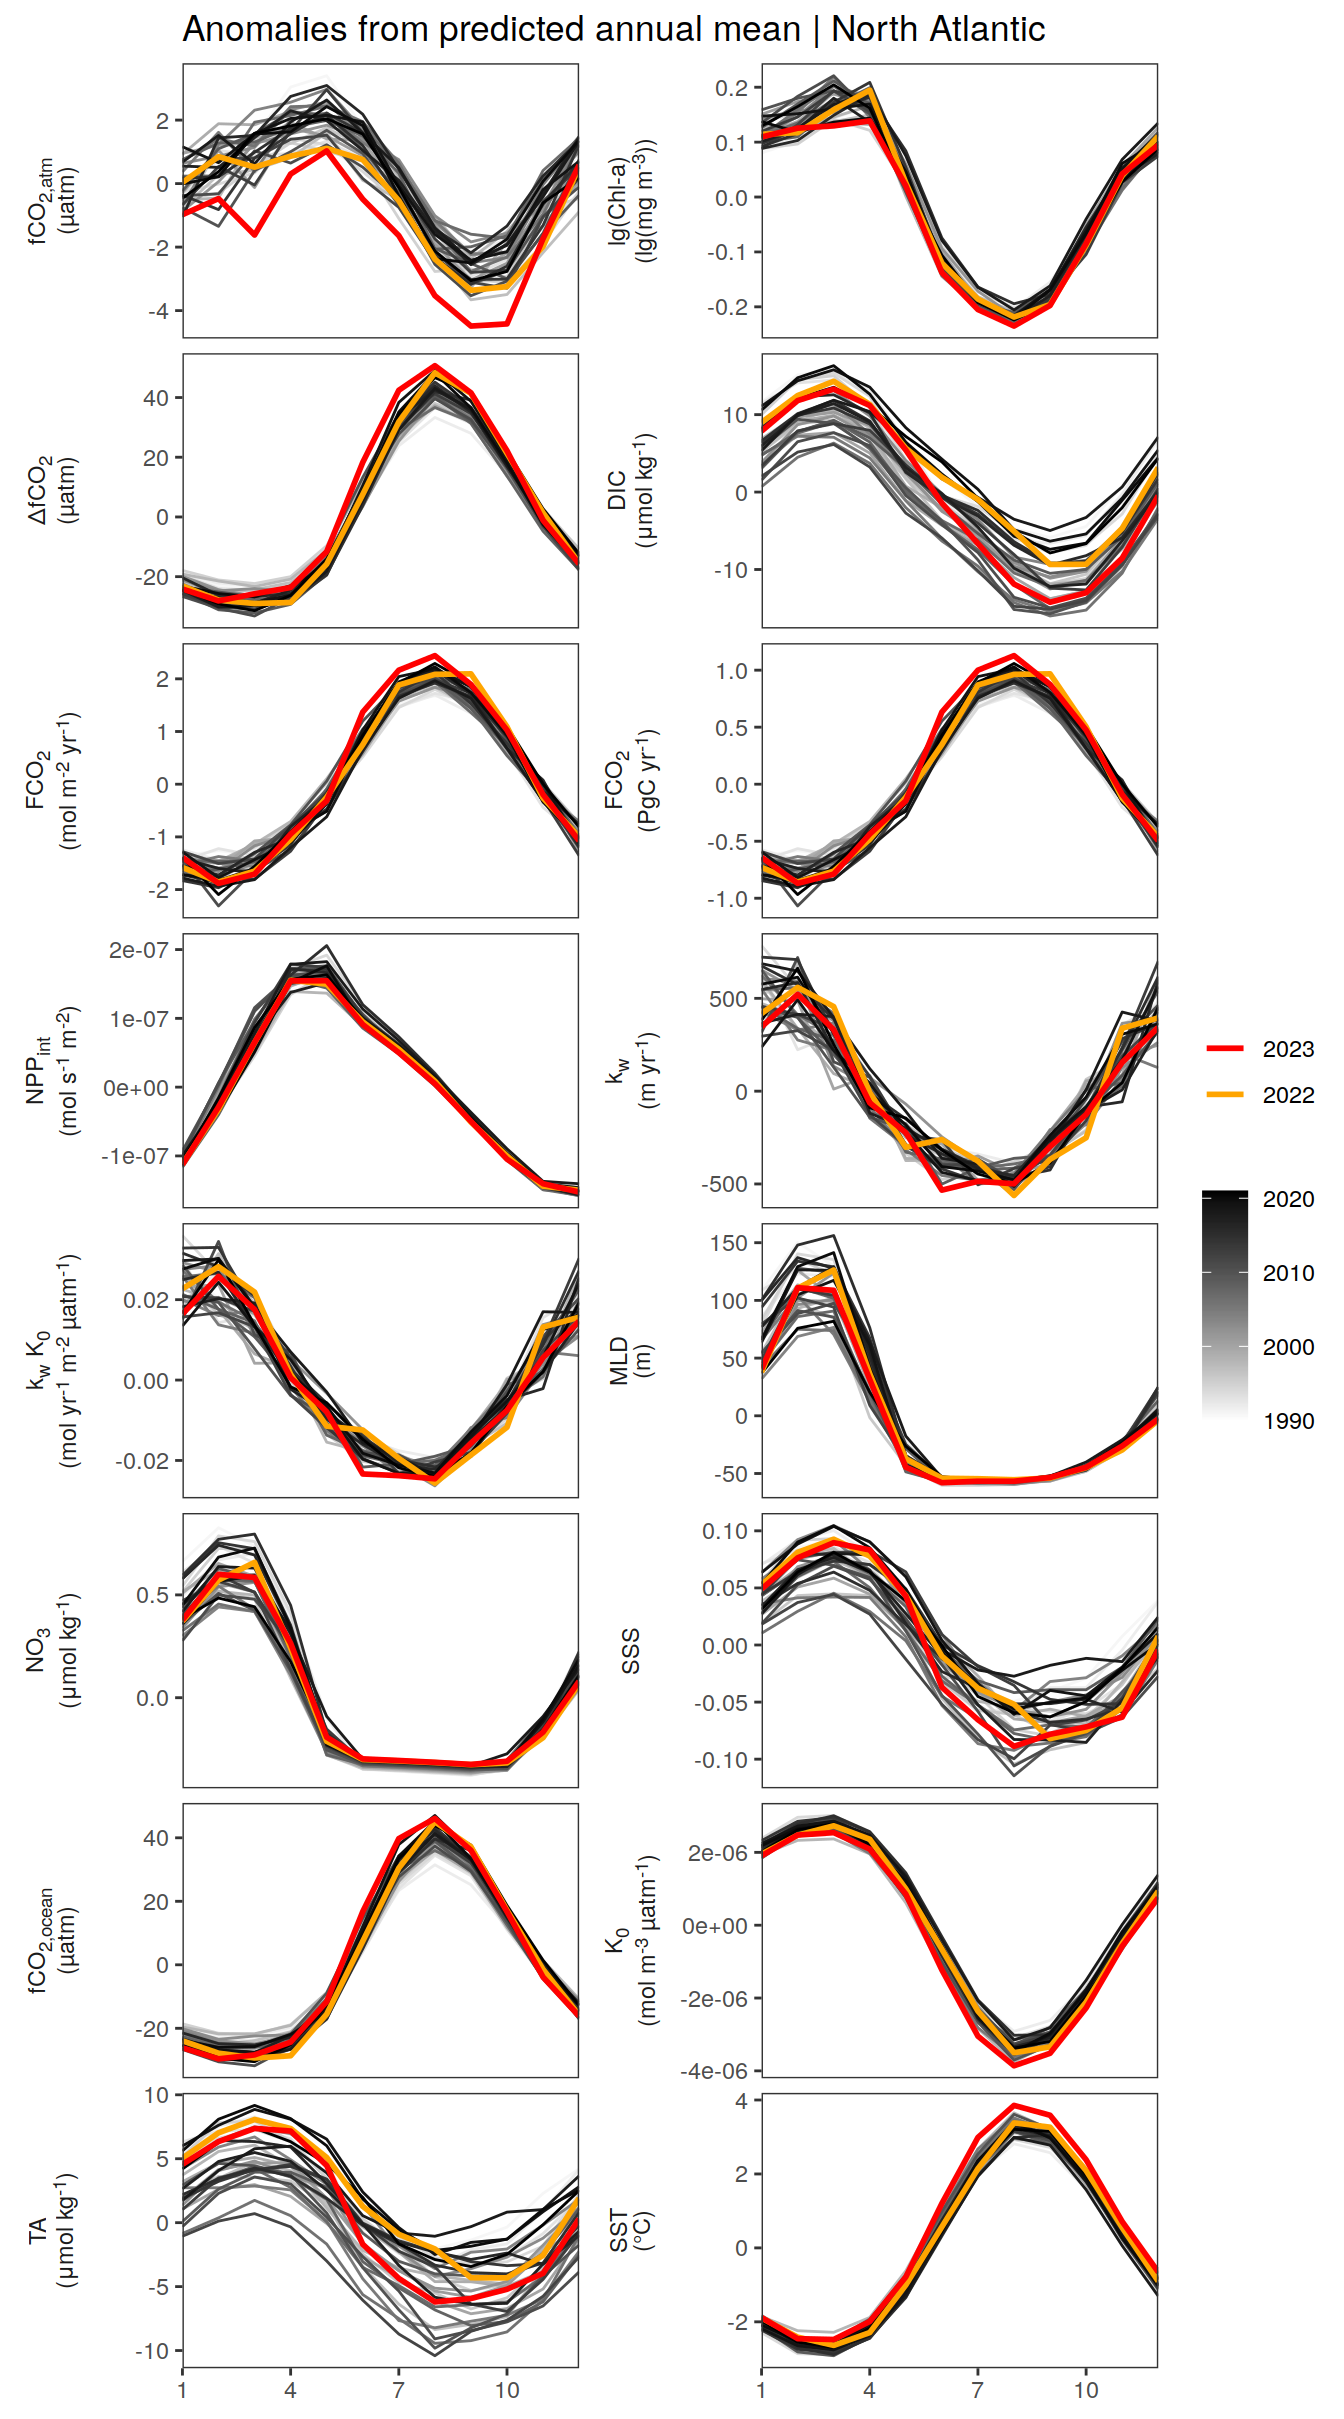 Anomalies from predicted annual mean | North Atlantic
fCO2,atm
(µatm)
2
0
-2
-4
lg(Chl-a)
(lg(mg m-3))
0.2
0.1
0.0
-0.1
-0.2
ΔfCO2
(µatm)
40
20
0
-20
DIC
(µmol kg-1)
10
0
-10
FCO2
(mol m-2 yr-1)
2
1
0
-1
-2
FCO2
(PgC yr-1)
1.0
0.5
0.0
-0.5
-1.0
NPPint
(mol s-1 m-2)
2e-07
1e-07
0e+00
-1e-07
kw
(m yr-1)
500
0
-500
2023
2022
2020
2010
2000
1990
kw K0
(mol yr-1 m-2 µatm-1)
0.02
0.00
-0.02
MLD
(m)
150
100
50
0
-50
NO3
(µmol kg-1)
0.5
0.0
SSS
0.10
0.05
0.00
-0.05
-0.10
fCO2,ocean
(µatm)
40
20
0
-20
K0
(mol m-3 µatm-1)
2e-06
0e+00
-2e-06
-4e-06
TA
(µmol kg-1)
10
5
0
-5
-10
SST
(°C)
4
2
0
-2
1 4 7 10
1 4 7 10